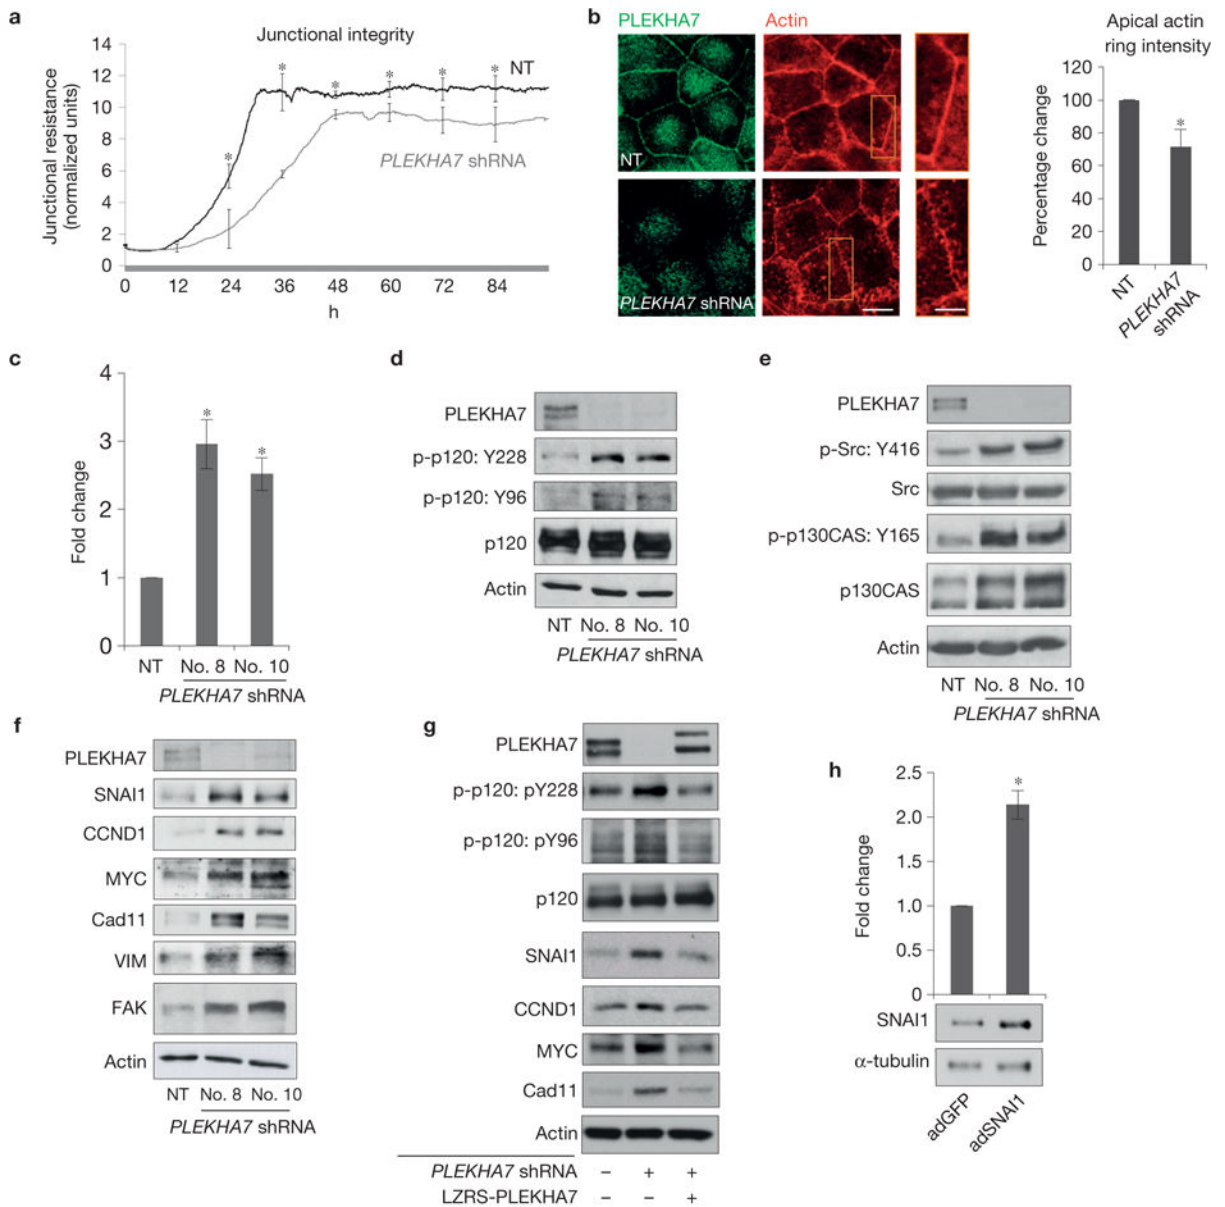 a
Junctional integrity
Junctional resistance
(normalized units)
14
12
10
8
6
4
2
0
* * * * * *
NT
PLEKHA7 shRNA
0 12 24 36 48 60 72 84
h
b
PLEKHA7
Actin
NT
PLEKHA7 shRNA
Apical actin
ring intensity
Percentage change
120
100
80
60
40
20
0
*
NT
PLEKHA7
shRNA
c
Fold change
4
3
2
1
0
* *
NT No. 8 No. 10
PLEKHA7 shRNA
d
PLEKHA7
p-p120: Y228
p-p120: Y96
p120
Actin
NT No. 8 No. 10
PLEKHA7 shRNA
e
PLEKHA7
p-Src: Y416
Src
p-p130CAS: Y165
p130CAS
Actin
NT No. 8 No. 10
PLEKHA7 shRNA
f
PLEKHA7
SNAI1
CCND1
MYC
Cad11
VIM
FAK
Actin
NT No. 8 No. 10
PLEKHA7 shRNA
g
PLEKHA7
p-p120: pY228
p-p120: pY96
p120
SNAI1
CCND1
MYC
Cad11
Actin
PLEKHA7 shRNA – + +
LZRS-PLEKHA7 – – +
h
Fold change
2.5
2.0
1.5
1.0
0.5
0
*
SNAI1
α-tubulin
adGFP
adSNAI1